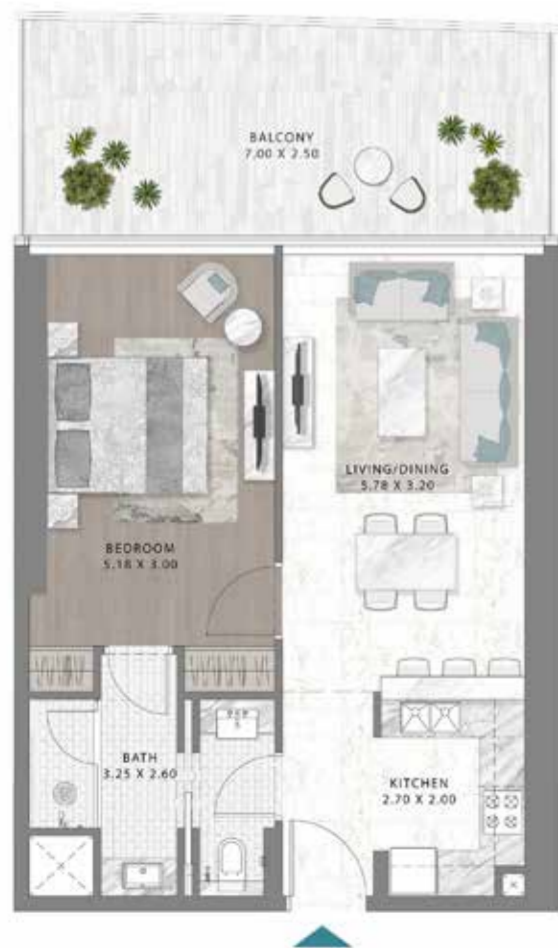 BALCONY
7.00 X 2.50
LIVING/DINING
5.78 X 3.20
BEDROOM
5.18 X 3.00
BATH
3.25 X 2.60
KITCHEN
2.70 X 2.00